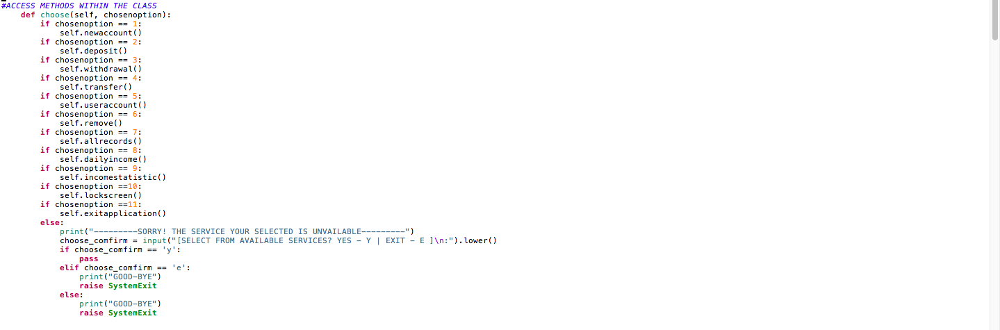 #ACCESS METHODS WITHIN THE CLASS
    def choose(self, chosenoption):
        if chosenoption == 1:
            self.newaccount()
        if chosenoption == 2:
            self.deposit()
        if chosenoption == 3:
            self.withdrawal()
        if chosenoption == 4:
            self.transfer()
        if chosenoption == 5:
            self.useraccount()
        if chosenoption == 6:
            self.remove()
        if chosenoption == 7:
            self.allrecords()
        if chosenoption == 8:
            self.dailyincome()
        if chosenoption == 9:
            self.incomestatistic()
        if chosenoption ==10:
            self.lockscreen()
        if chosenoption ==11:
            self.exitapplication()
        else:
            print("---------SORRY! THE SERVICE YOUR SELECTED IS UNVAILABLE---------")
            choose_comfirm = input("[SELECT FROM AVAILABLE SERVICES? YES - Y | EXIT - E ]\n:").lower()
            if choose_comfirm == 'y':
                pass
            elif choose_comfirm == 'e':
                print("GOOD-BYE")
                raise SystemExit
            else:
                print("GOOD-BYE")
                raise SystemExit